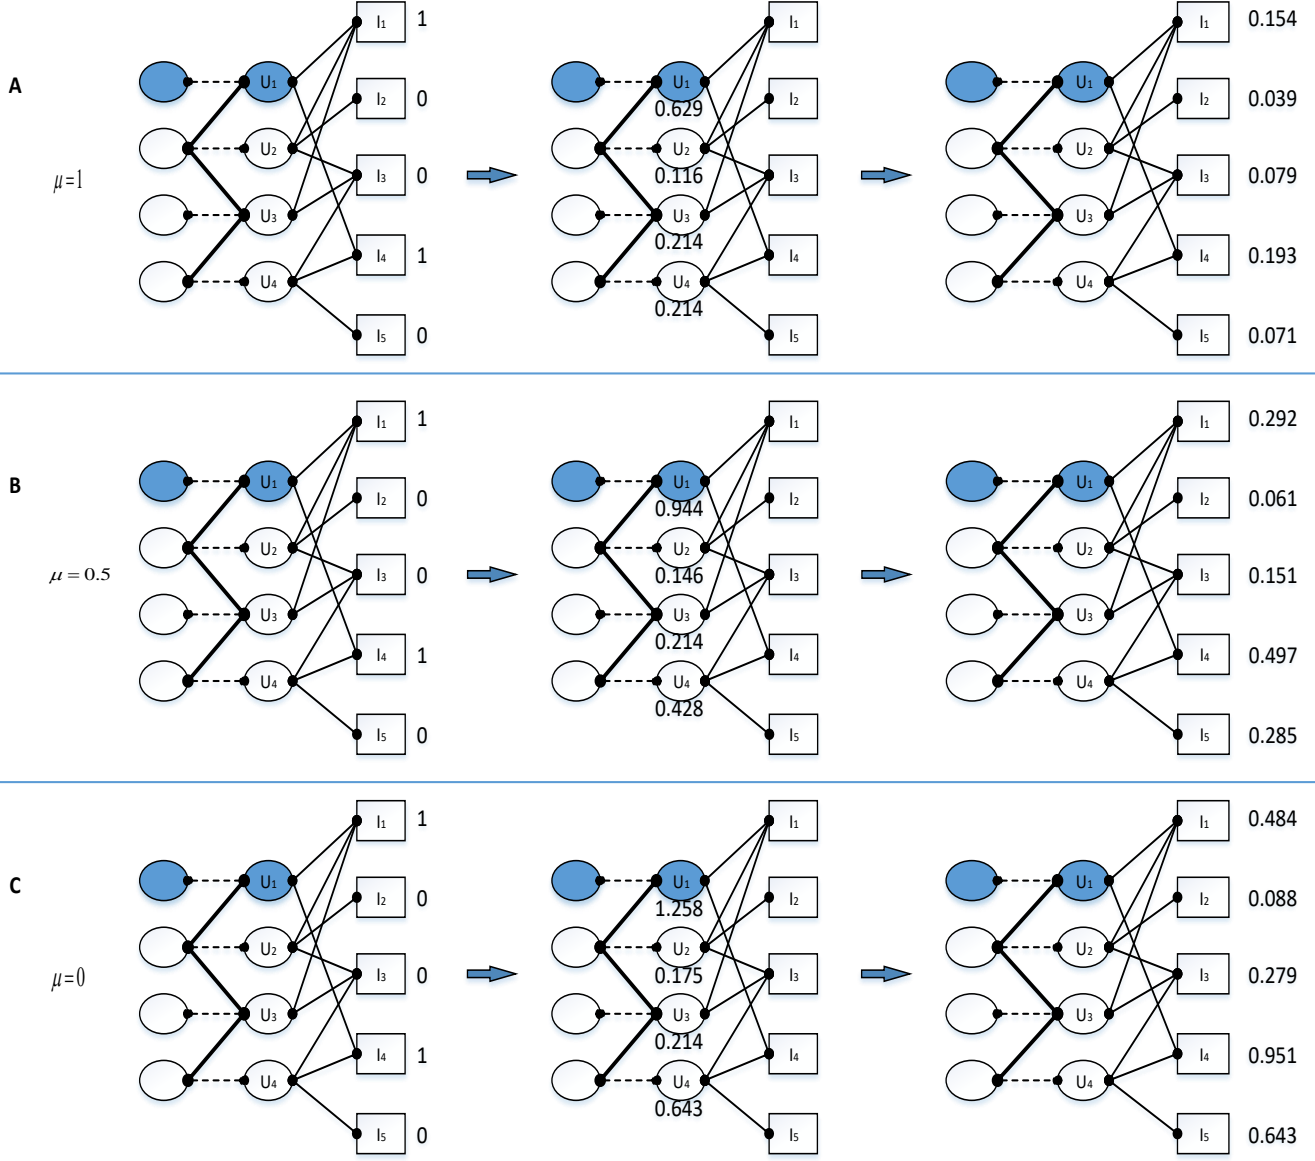 I₁ 1 I₁ I₁ 0.154
A U₁ U₁ U₁
I₂ 0 0.629 I₂ I₂ 0.039
U₂ U₂ U₂
μ=1 I₃ 0 0.116 I₃ I₃ 0.079
U₃ U₃ U₃
0.214
I₄ 1 I₄ I₄ 0.193
U₄ U₄ U₄
0.214
I₅ 0 I₅ I₅ 0.071
I₁ 1 I₁ I₁ 0.292
B U₁ U₁ U₁
I₂ 0 0.944 I₂ I₂ 0.061
U₂ U₂ U₂
μ=0.5 I₃ 0 0.146 I₃ I₃ 0.151
U₃ U₃ U₃
0.214
I₄ 1 I₄ I₄ 0.497
U₄ U₄ U₄
0.428
I₅ 0 I₅ I₅ 0.285
I₁ 1 I₁ I₁ 0.484
C U₁ U₁ U₁
I₂ 0 1.258 I₂ I₂ 0.088
U₂ U₂ U₂
μ=0 I₃ 0 0.175 I₃ I₃ 0.279
U₃ U₃ U₃
0.214
I₄ 1 I₄ I₄ 0.951
U₄ U₄ U₄
0.643
I₅ 0 I₅ I₅ 0.643